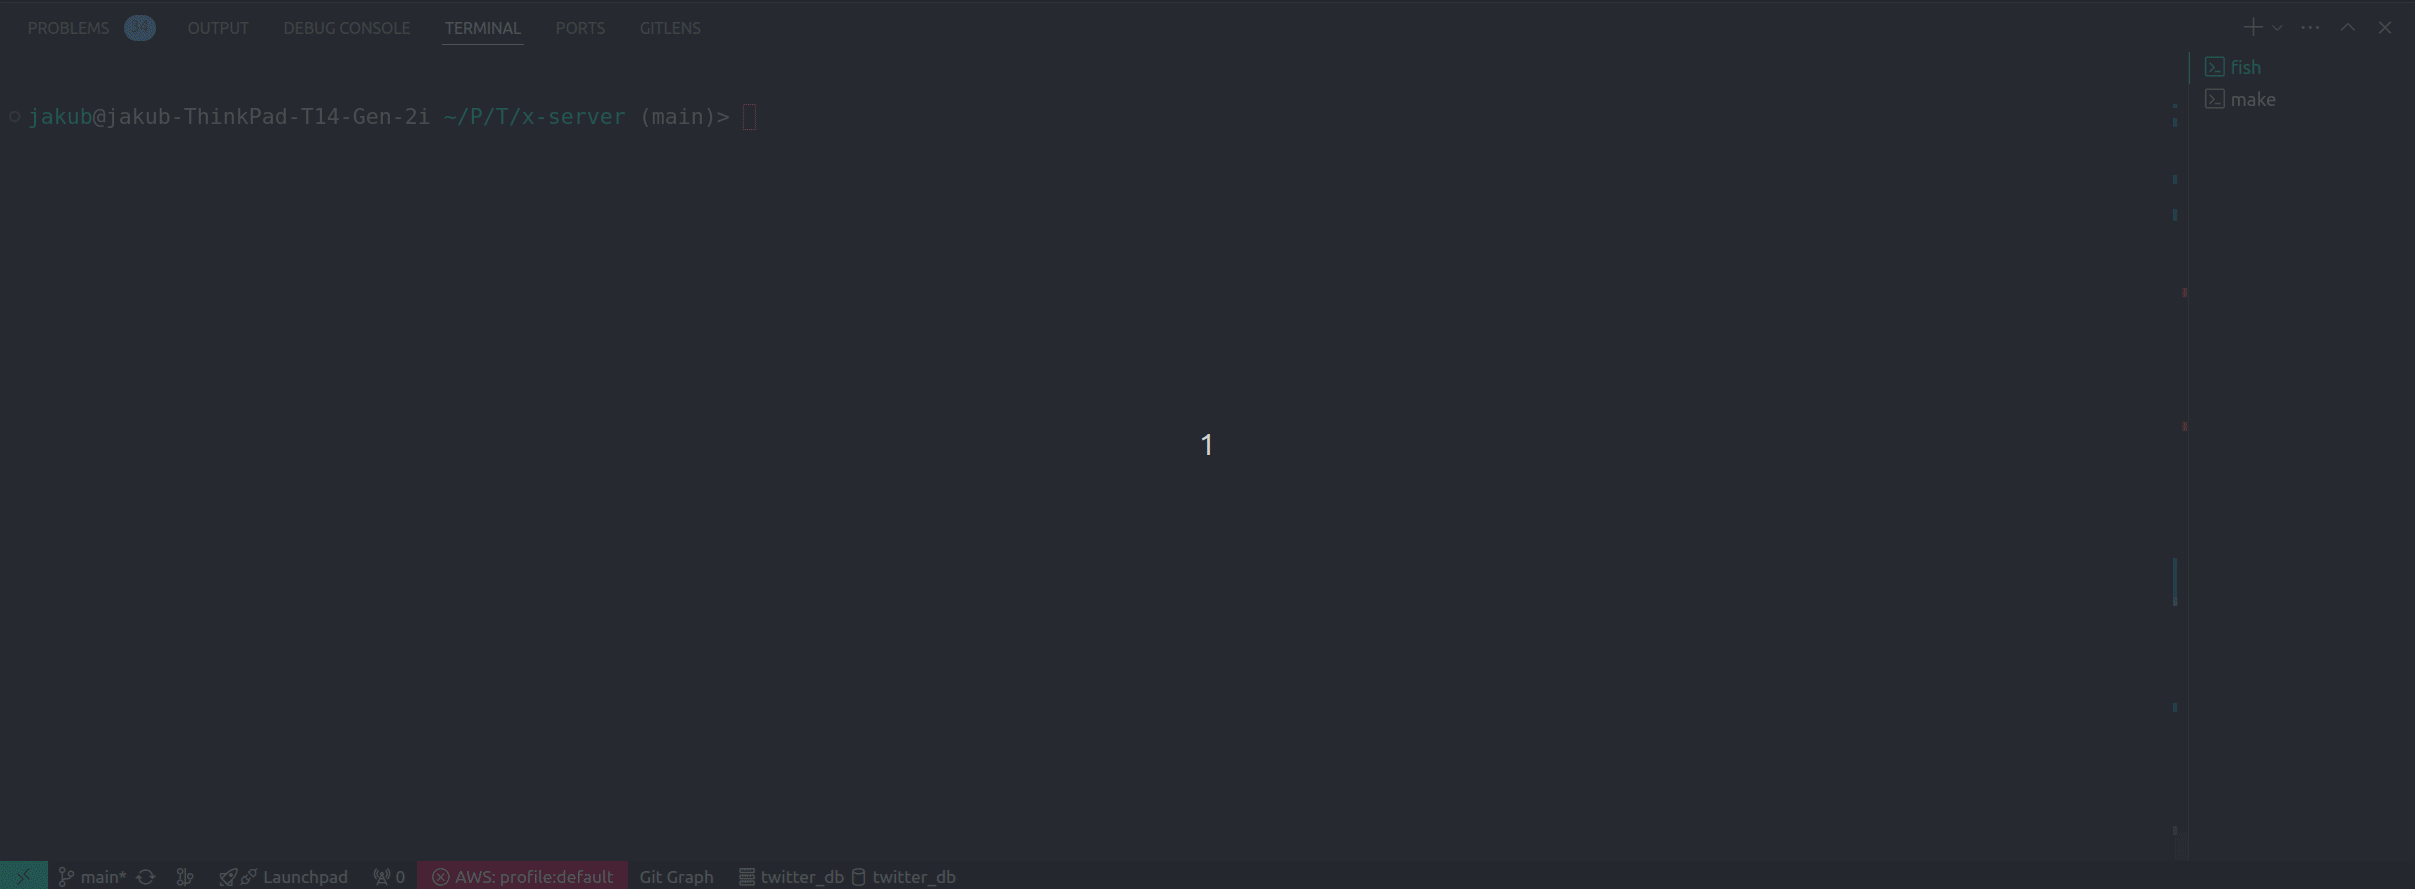 PROBLEMS 34 OUTPUT DEBUG CONSOLE TERMINAL PORTS GITLENS
fish
make
jakub@jakub-ThinkPad-T14-Gen-2i ~/P/T/x-server (main)>
1
main* Launchpad 0 AWS: profile:default Git Graph twitter_db twitter_db